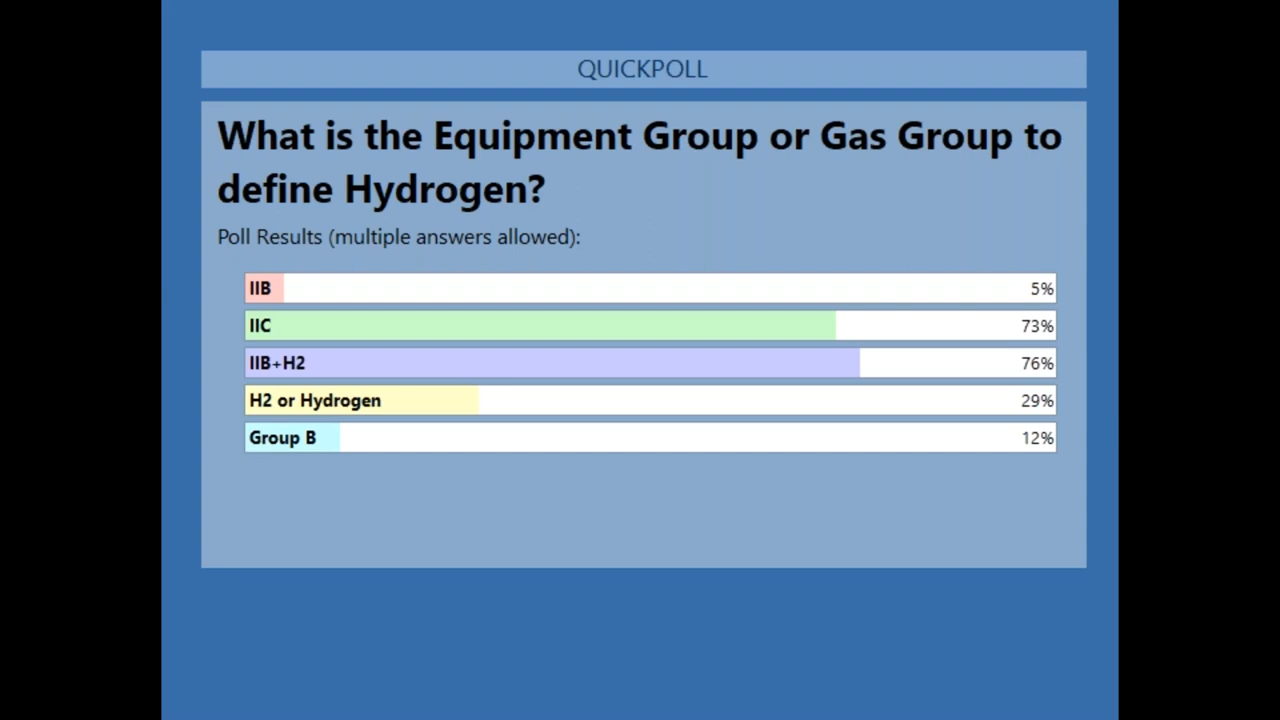 QUICKPOLL
What is the Equipment Group or Gas Group to
define Hydrogen?
Poll Results (multiple answers allowed):
IIB 5%
IIC 73%
IIB+H2 76%
H2 or Hydrogen 29%
Group B 12%